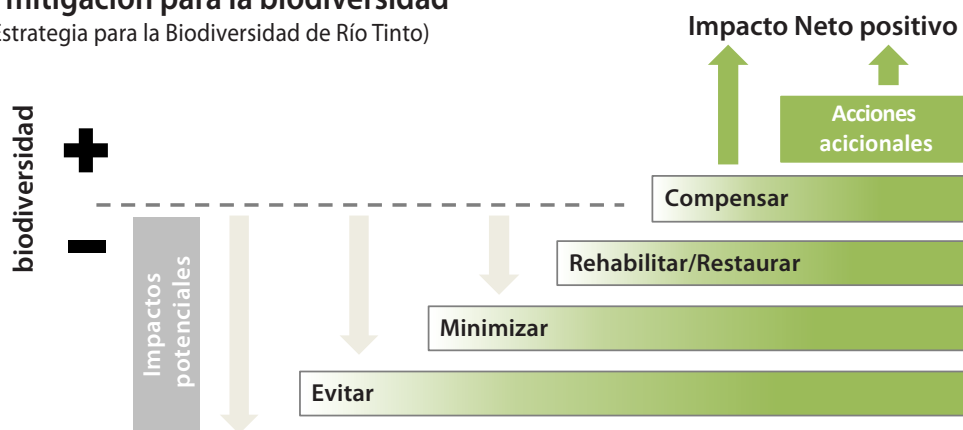 mitigación para la biodiversidad
Estrategia para la Biodiversidad de Río Tinto)
Impacto Neto positivo
Acciones
acicionales
biodiversidad
+
-
Compensar
Rehabilitar/Restaurar
Impactos
potenciales
Minimizar
Evitar